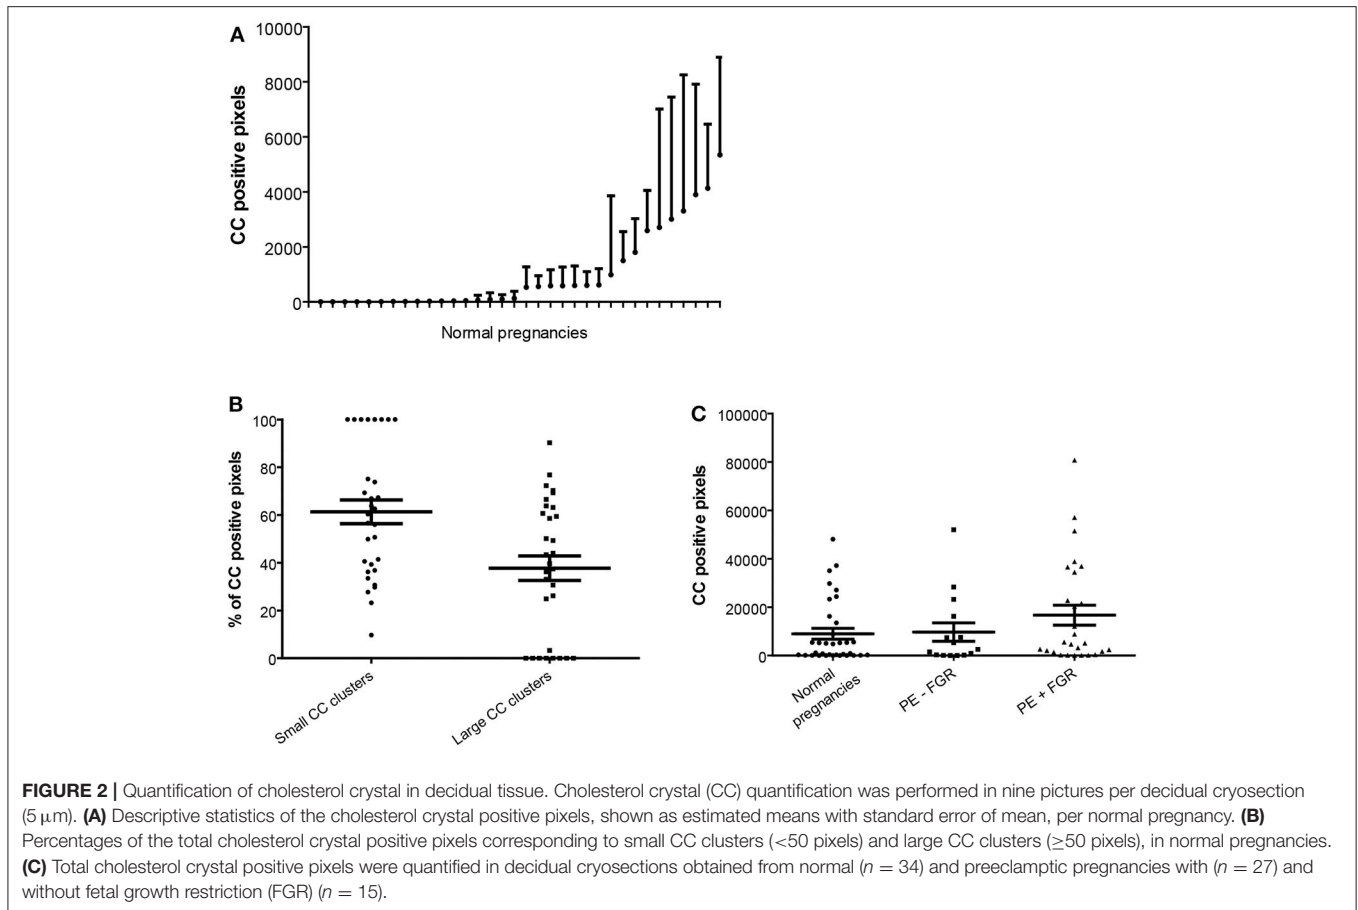 A
CC positive pixels
10000
8000
6000
4000
2000
0
Normal pregnancies
B
% of CC positive pixels
100
80
60
40
20
0
Small CC clusters
Large CC clusters
C
CC positive pixels
100000
80000
60000
40000
20000
0
Normal
pregnancies
PE - FGR
PE + FGR
FIGURE 2 | Quantification of cholesterol crystal in decidual tissue. Cholesterol crystal (CC) quantification was performed in nine pictures per decidual cryosection
(5 μm). (A) Descriptive statistics of the cholesterol crystal positive pixels, shown as estimated means with standard error of mean, per normal pregnancy. (B)
Percentages of the total cholesterol crystal positive pixels corresponding to small CC clusters (<50 pixels) and large CC clusters (≥50 pixels), in normal pregnancies.
(C) Total cholesterol crystal positive pixels were quantified in decidual cryosections obtained from normal (n = 34) and preeclamptic pregnancies with (n = 27) and
without fetal growth restriction (FGR) (n = 15).